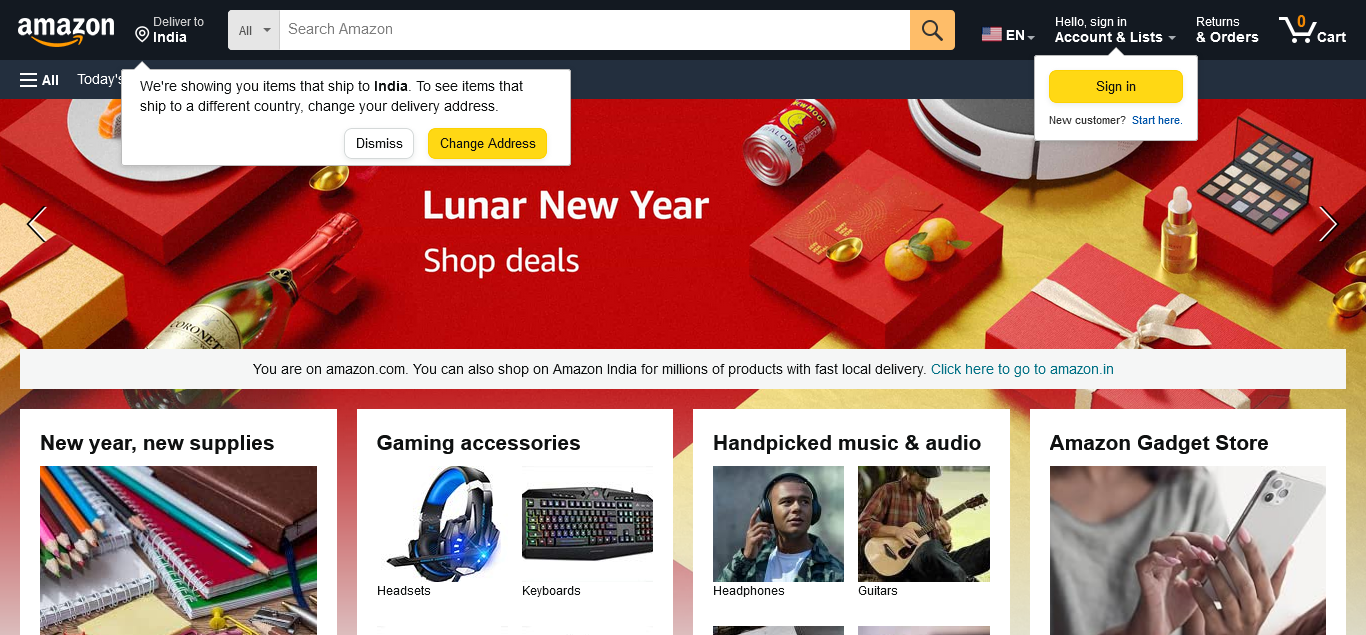 amazon
Deliver to
India
All
Search Amazon
EN
Hello, sign in
Account & Lists
Returns
& Orders
0
Cart
All
Today's
We're showing you items that ship to India. To see items that
ship to a different country, change your delivery address.
Dismiss
Change Address
Sign in
New customer? Start here.
Lunar New Year
Shop deals
NEW MOON
ABALONE
CORONET
You are on amazon.com. You can also shop on Amazon India for millions of products with fast local delivery. Click here to go to amazon.in
New year, new supplies
Gaming accessories
Headsets
Keyboards
Handpicked music & audio
Headphones
Guitars
Amazon Gadget Store